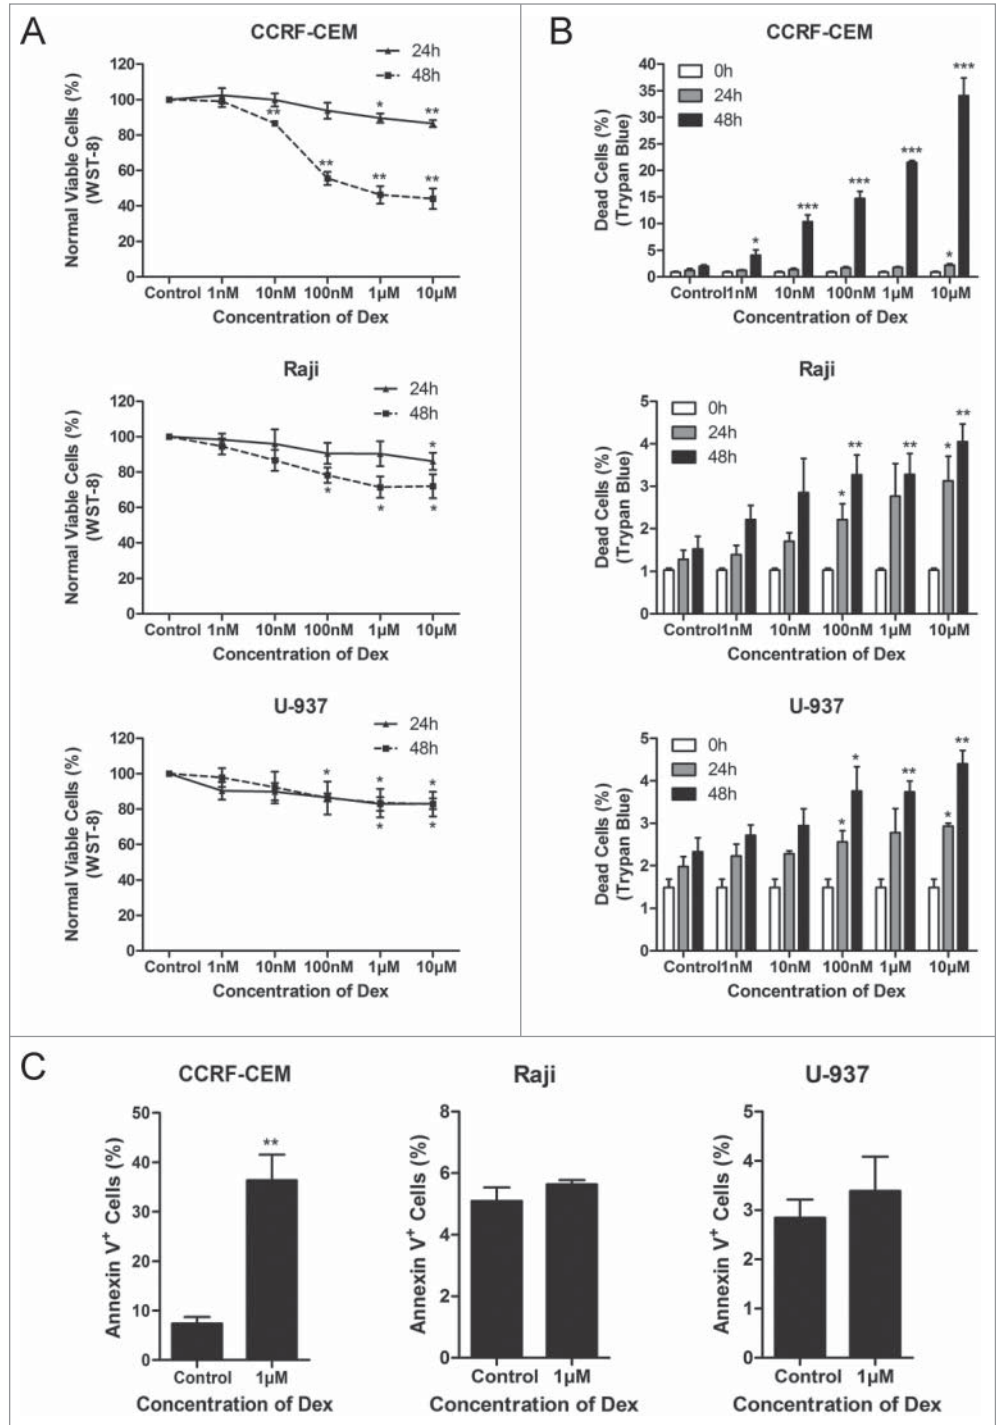 A
CCRF-CEM
24h
48h
Normal Viable Cells (%)
(WST-8)
120
100
80
60
40
20
0
** ** ** **
* **
Control 1nM 10nM 100nM 1µM 10µM
Concentration of Dex
Raji
24h
48h
Normal Viable Cells (%)
(WST-8)
120
100
80
60
40
20
0
*
* * *
Control 1nM 10nM 100nM 1µM 10µM
Concentration of Dex
U-937
24h
48h
Normal Viable Cells (%)
(WST-8)
120
100
80
60
40
20
0
* * *
* *
Control 1nM 10nM 100nM 1µM 10µM
Concentration of Dex
B
CCRF-CEM
0h
24h
48h
Dead Cells (%)
(Trypan Blue)
40
35
30
25
20
15
10
5
0
* *** *** *** * ***
Control 1nM 10nM 100nM 1µM 10µM
Concentration of Dex
Raji
0h
24h
48h
Dead Cells (%)
(Trypan Blue)
5
4
3
2
1
0
* ** ** * **
Control 1nM 10nM 100nM 1µM 10µM
Concentration of Dex
U-937
0h
24h
48h
Dead Cells (%)
(Trypan Blue)
5
4
3
2
1
0
* * ** * **
Control 1nM 10nM 100nM 1µM 10µM
Concentration of Dex
C
CCRF-CEM
Annexin V+ Cells (%)
50
40
30
20
10
0
**
Control 1µM
Concentration of Dex
Raji
Annexin V+ Cells (%)
8
6
4
2
0
Control 1µM
Concentration of Dex
U-937
Annexin V+ Cells (%)
5
4
3
2
1
0
Control 1µM
Concentration of Dex